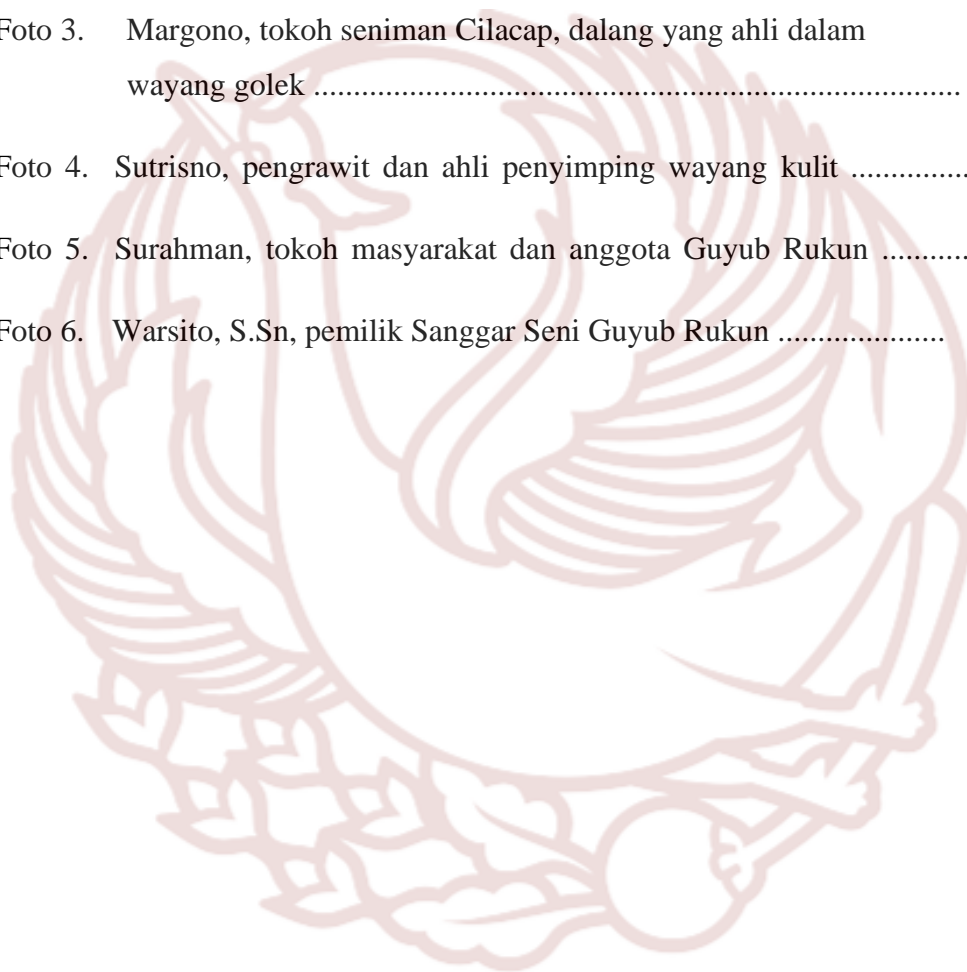 Foto 3. Margono, tokoh seniman Cilacap, dalang yang ahli dalam
wayang golek .................................................................................
Foto 4. Sutrisno, pengrawit dan ahli penyimping wayang kulit ...............
Foto 5. Surahman, tokoh masyarakat dan anggota Guyub Rukun ...........
Foto 6. Warsito, S.Sn, pemilik Sanggar Seni Guyub Rukun .....................